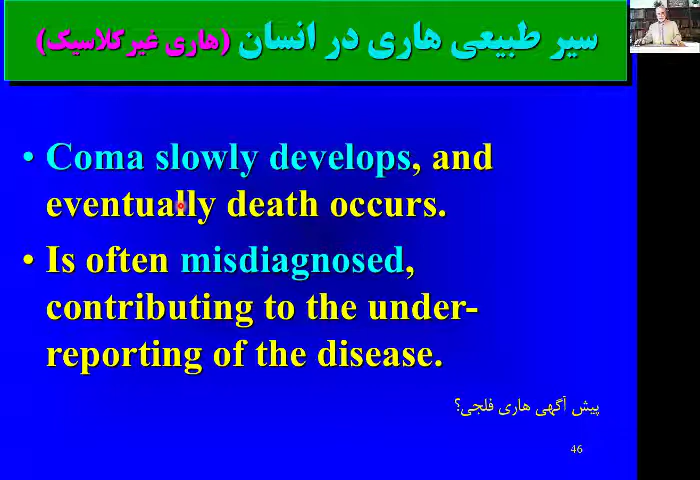 سیر طبیعی هاری در انسان (هاری غیرکلاسیک)
• Coma slowly develops, and
eventually death occurs.
• Is often misdiagnosed,
contributing to the under-
reporting of the disease.
پیش آگهی هاری فلجی؟
46